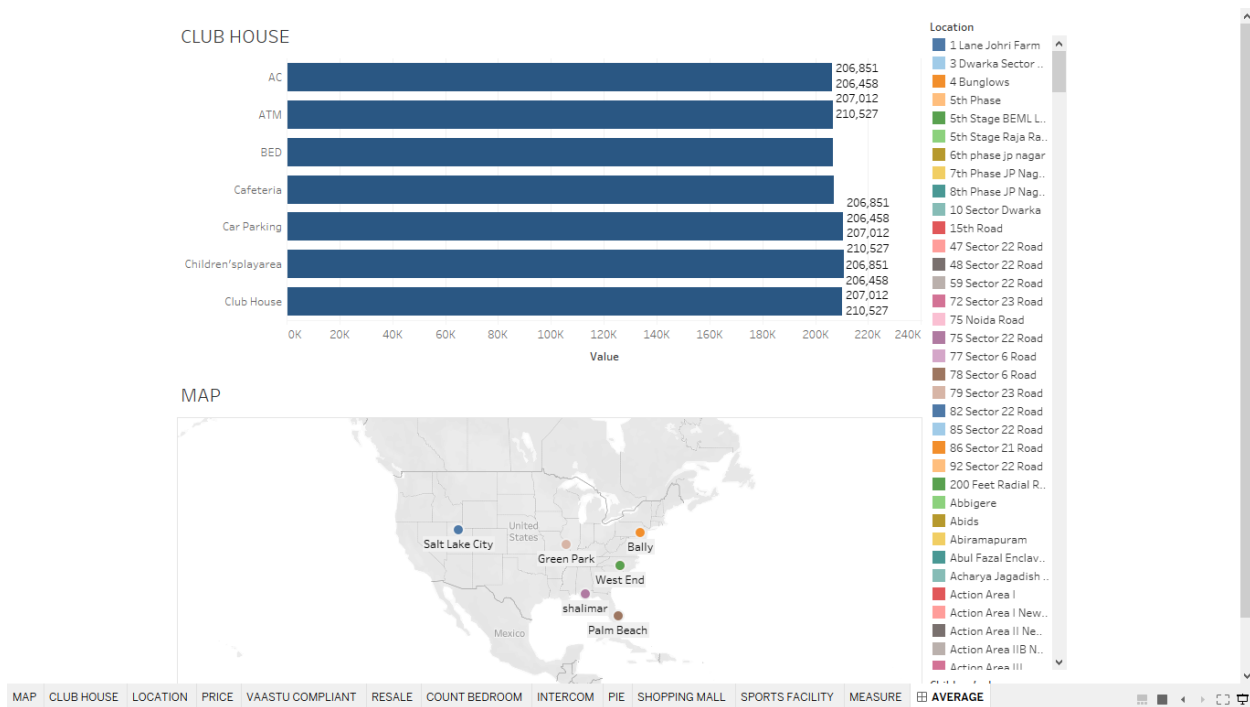 CLUB HOUSE
AC
ATM
BED
Cafeteria
Car Parking
Children'splayarea
Club House
206,851
206,458
207,012
210,527
206,851
206,458
207,012
210,527
206,851
206,458
207,012
210,527
0K 20K 40K 60K 80K 100K 120K 140K 160K 180K 200K 220K 240K
Value
MAP
United
States
Mexico
Salt Lake City
Green Park
Bally
West End
shalimar
Palm Beach
Location
1 Lane Johri Farm
3 Dwarka Sector ..
4 Bunglows
5th Phase
5th Stage BEML L..
5th Stage Raja Ra..
6th phase jp nagar
7th Phase JP Nag..
8th Phase JP Nag..
10 Sector Dwarka
15th Road
47 Sector 22 Road
48 Sector 22 Road
59 Sector 22 Road
72 Sector 23 Road
75 Noida Road
75 Sector 22 Road
77 Sector 6 Road
78 Sector 6 Road
79 Sector 23 Road
82 Sector 22 Road
85 Sector 22 Road
86 Sector 21 Road
92 Sector 22 Road
200 Feet Radial R..
Abbigere
Abids
Abiramapuram
Abul Fazal Enclav..
Acharya Jagadish ..
Action Area I
Action Area I New..
Action Area II Ne..
Action Area IIB N..
Action Area III
MAP CLUB HOUSE LOCATION PRICE VAASTU COMPLIANT RESALE COUNT BEDROOM INTERCOM PIE SHOPPING MALL SPORTS FACILITY MEASURE AVERAGE